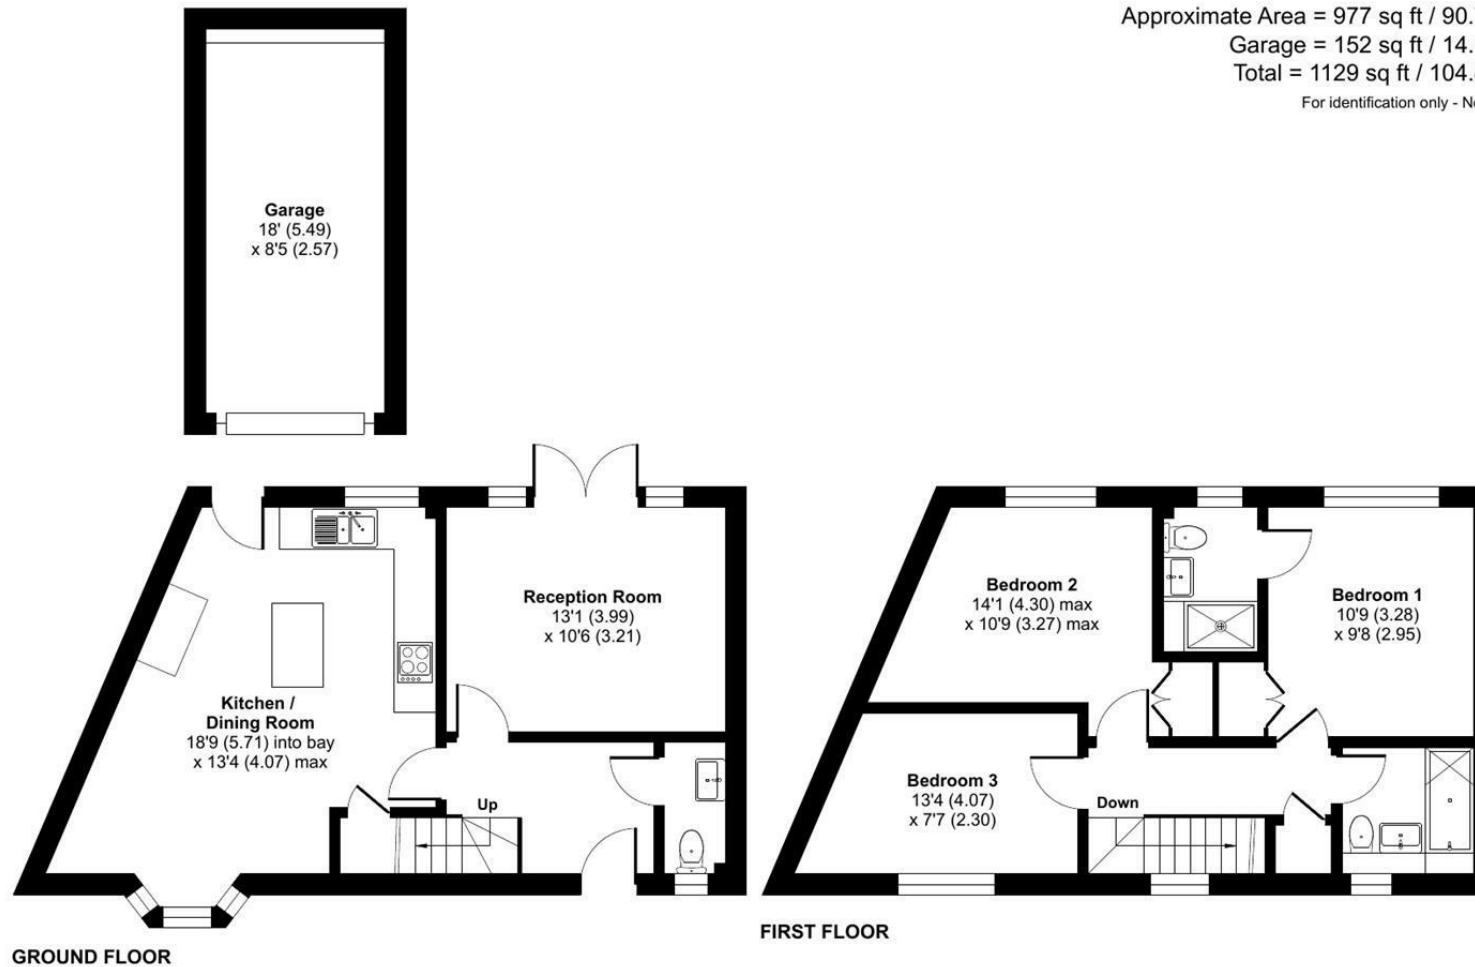 Approximate Area = 977 sq ft / 90.
Garage = 152 sq ft / 14.
Total = 1129 sq ft / 104.
For identification only - N
Garage
18' (5.49)
x 8'5 (2.57)
Kitchen /
Dining Room
18'9 (5.71) into bay
x 13'4 (4.07) max
Reception Room
13'1 (3.99)
x 10'6 (3.21)
Up
GROUND FLOOR
Bedroom 2
14'1 (4.30) max
x 10'9 (3.27) max
Bedroom 1
10'9 (3.28)
x 9'8 (2.95)
Bedroom 3
13'4 (4.07)
x 7'7 (2.30)
Down
FIRST FLOOR